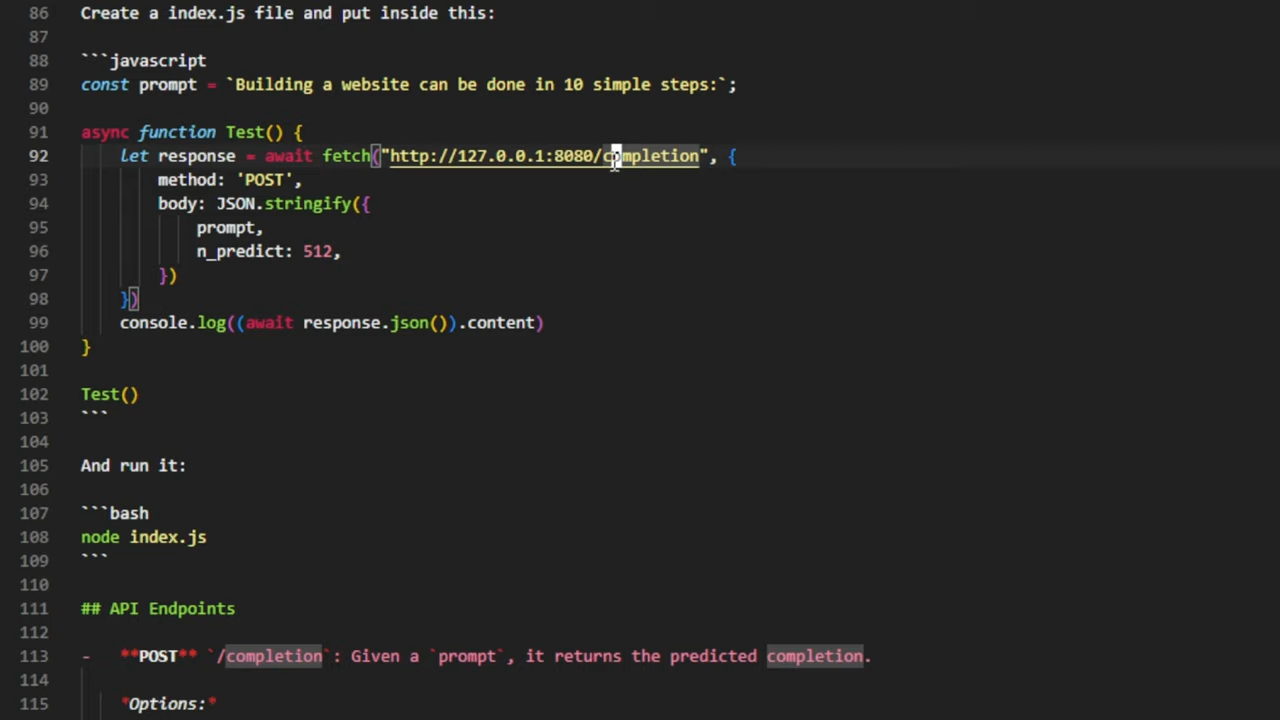 86 Create a index.js file and put inside this:
87
88 ```javascript
89 const prompt = `Building a website can be done in 10 simple steps:`;
90
91 async function Test() {
92 let response = await fetch("http://127.0.0.1:8080/completion", {
93 method: 'POST',
94 body: JSON.stringify({
95 prompt,
96 n_predict: 512,
97 })
98 })
99 console.log((await response.json()).content)
100 }
101
102 Test()
103 ```
104
105 And run it:
106
107 ```bash
108 node index.js
109 ```
110
111 ## API Endpoints
112
113 - **POST** `/completion`: Given a `prompt`, it returns the predicted completion.
114
115 *Options:*